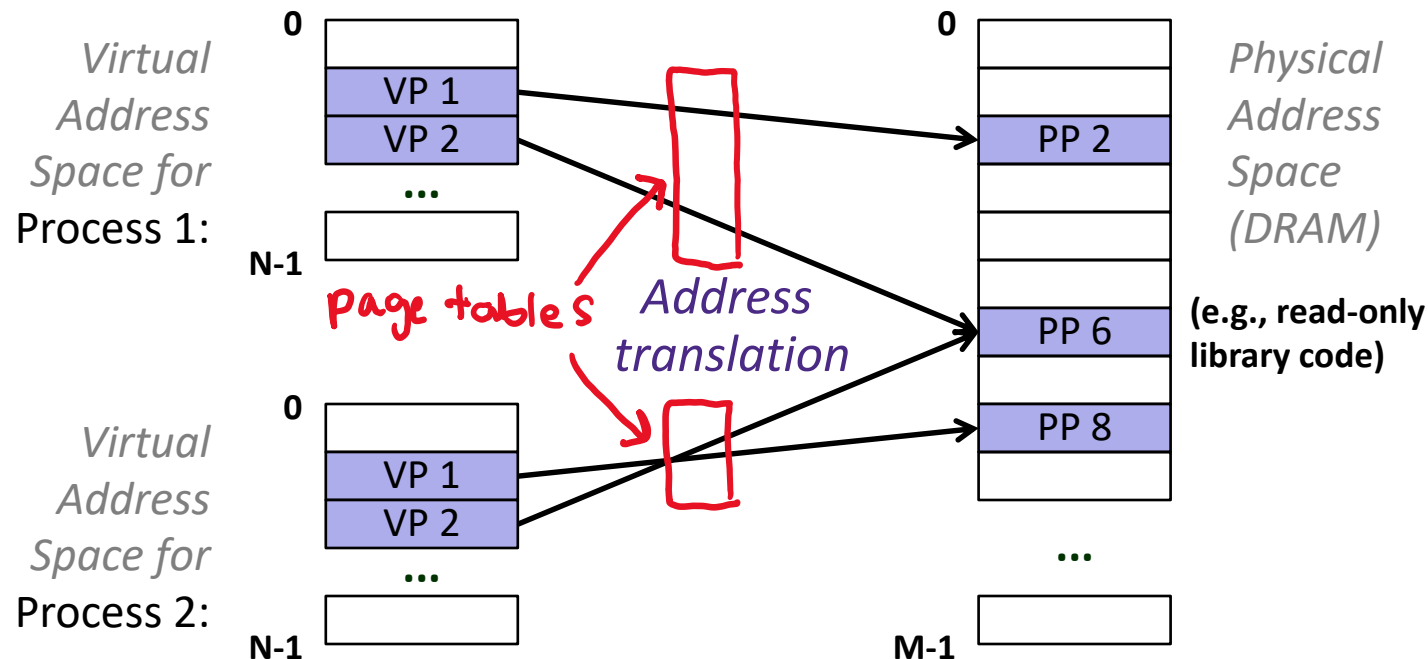 0
Virtual
Address
Space for
Process 1:
VP 1
VP 2
...
N-1
page tables
Address
translation
0
Virtual
Address
Space for
Process 2:
VP 1
VP 2
...
N-1
0
PP 2
PP 6
PP 8
...
M-1
Physical
Address
Space
(DRAM)
(e.g., read-only
library code)